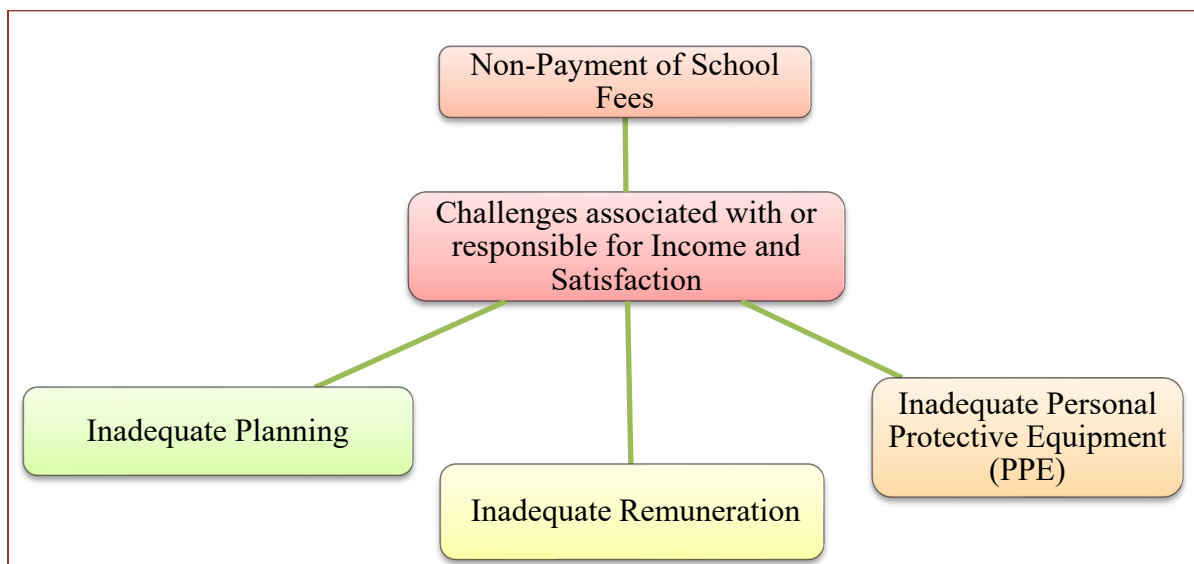 Non-Payment of School
Fees
Challenges associated with or
responsible for Income and
Satisfaction
Inadequate Planning
Inadequate Remuneration
Inadequate Personal
Protective Equipment
(PPE)